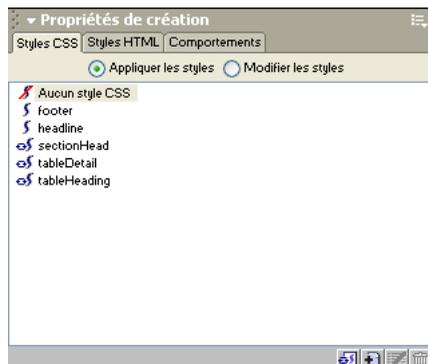 Propriétés de création
Styles CSS Styles HTML Comportements
Appliquer les styles Modifier les styles
Aucun style CSS
footer
headline
sectionHead
tableDetail
tableHeading